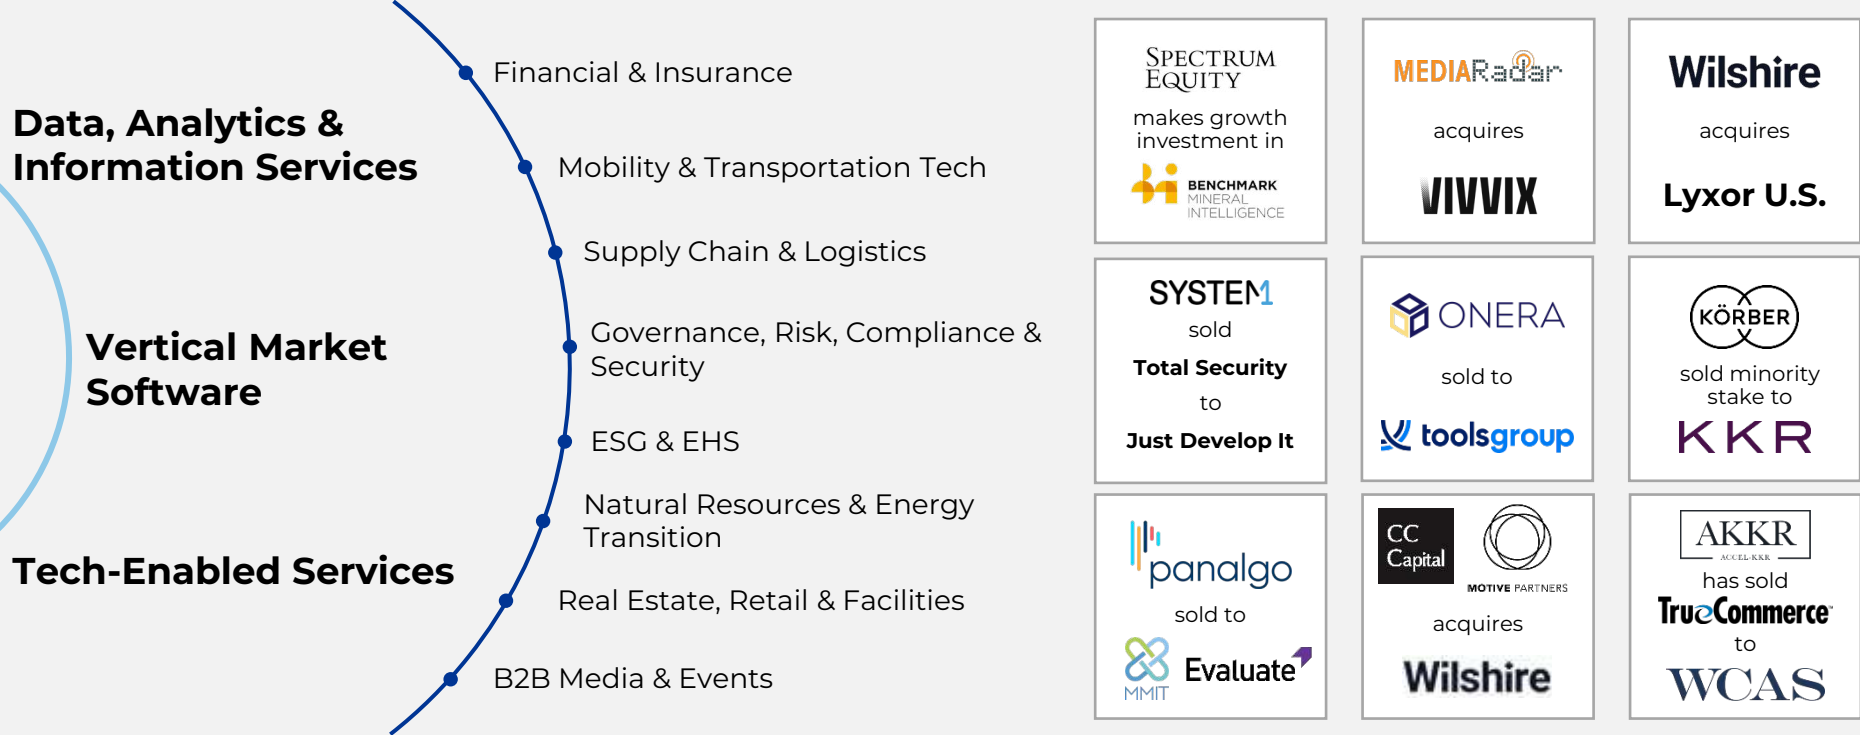 Data, Analytics &
Information Services
Vertical Market
Software
Tech-Enabled Services
Financial & Insurance
Mobility & Transportation Tech
Supply Chain & Logistics
Governance, Risk, Compliance &
Security
ESG & EHS
Natural Resources & Energy
Transition
Real Estate, Retail & Facilities
B2B Media & Events
SPECTRUM
EQUITY
makes growth
investment in
BENCHMARK
MINERAL
INTELLIGENCE
MEDIARadar
acquires
VIVVIX
Wilshire
acquires
Lyxor U.S.
SYSTEM1
sold
Total Security
to
Just Develop It
ONERA
sold to
toolsgroup
KÖRBER
sold minority
stake to
KKR
panalgo
sold to
MMIT
Evaluate
CC
Capital
MOTIVE PARTNERS
acquires
Wilshire
AKKR
ACCEL-KKR
has sold
TrueCommerce
to
WCAS